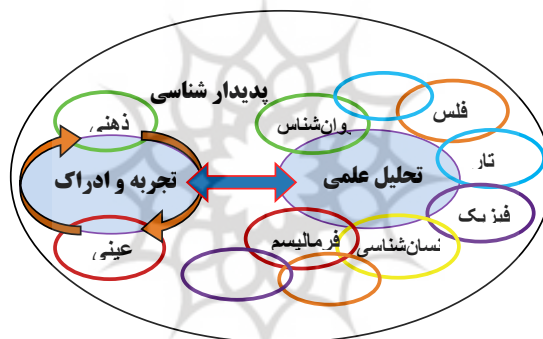 پدیدار شناسی
ذهنی
تجربه و ادراک
عینی
تحلیل علمی
وان‌شناس
فلس
تار
فیزیک
نسان‌شناسی
فرمالیسم